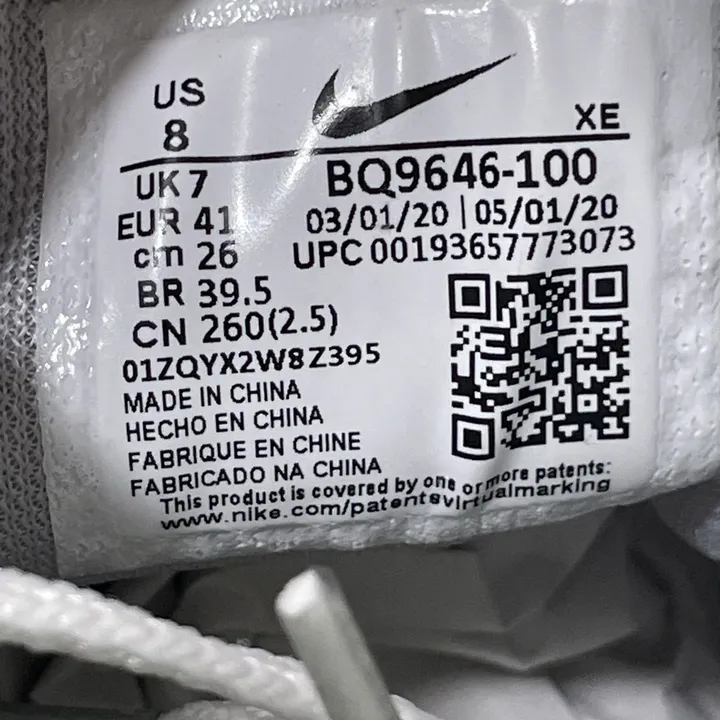 US
8
XE
UK 7
EUR 41
cm 26
BR 39.5
CN 260(2.5)
BQ9646-100
03/01/20 | 05/01/20
UPC 00193657773073
01ZQYX2W8Z395
MADE IN CHINA
HECHO EN CHINA
FABRIQUE EN CHINE
FABRICADO NA CHINA
This product is covered by one or more patents:
www.nike.com/patentsvirtualmarking